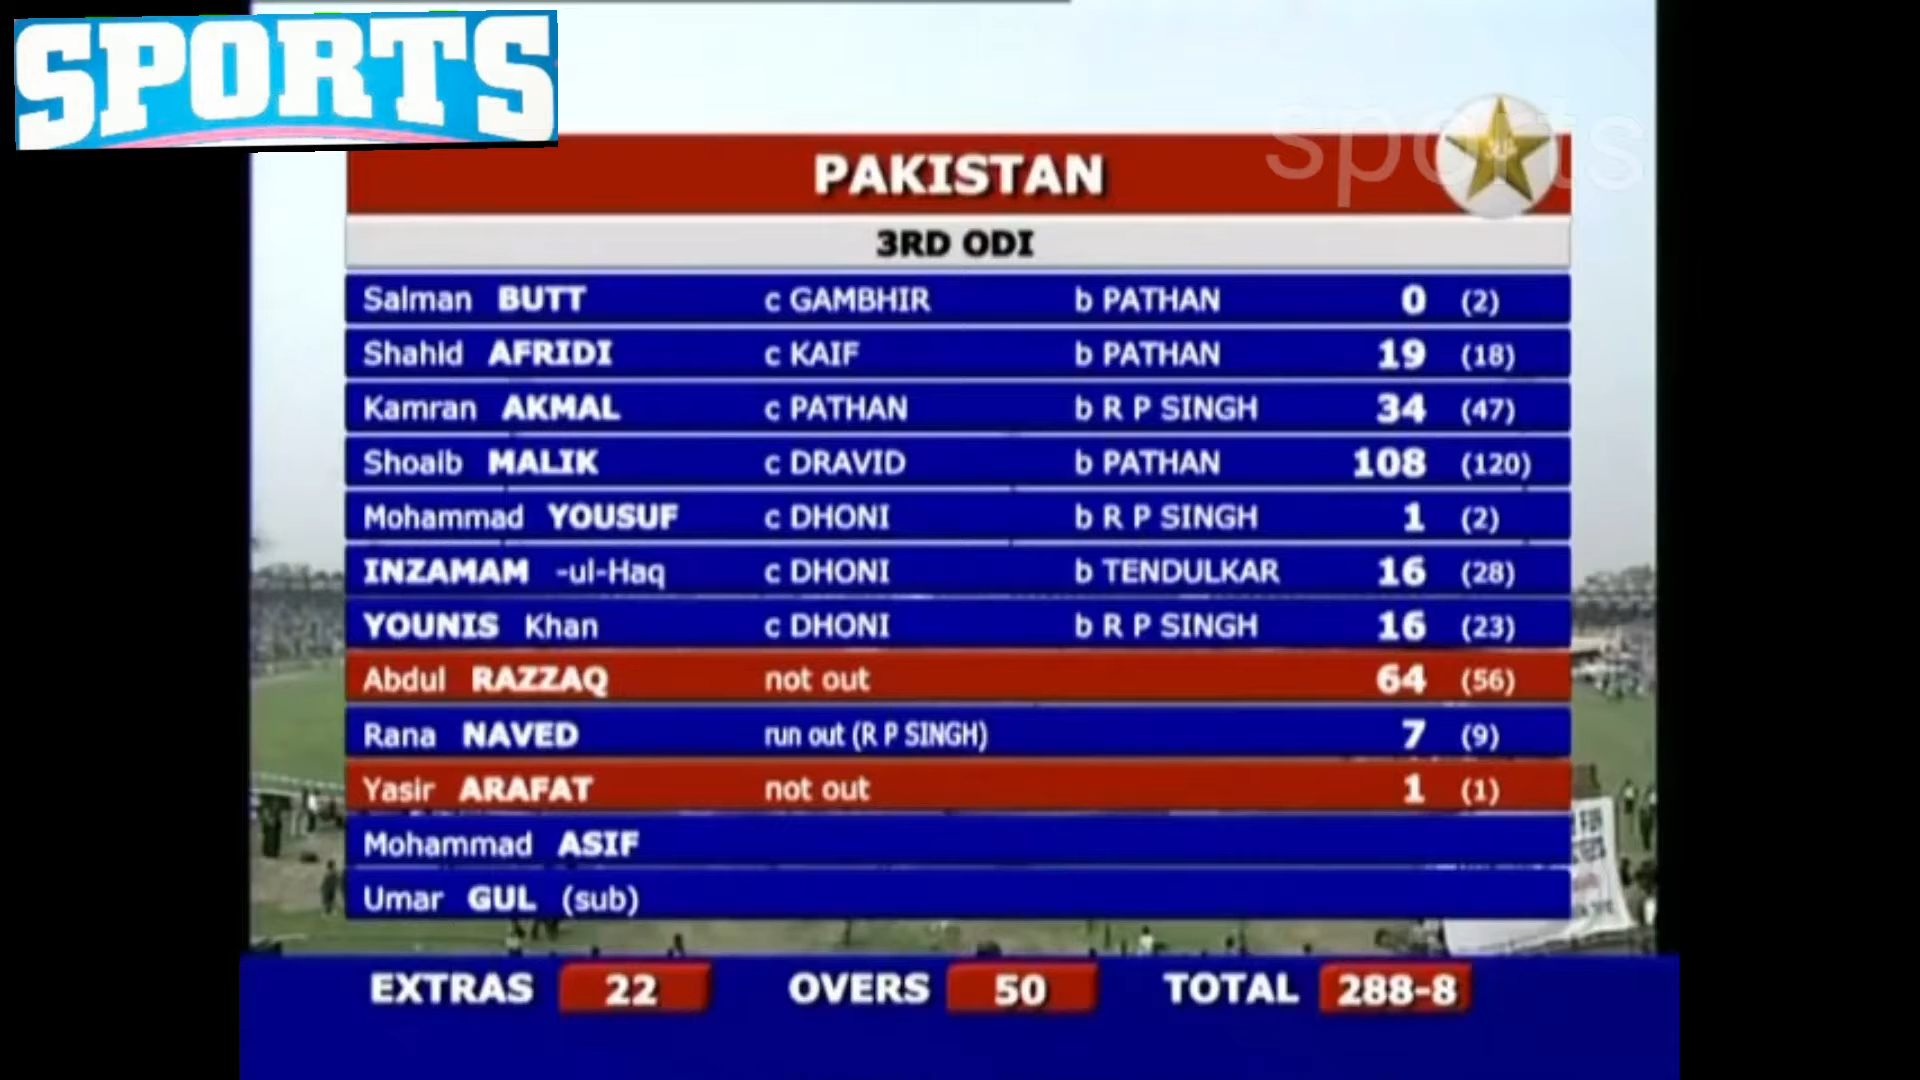 SPORTS
sports
PAKISTAN
3RD ODI
Salman BUTT c GAMBHIR b PATHAN 0 (2)
Shahid AFRIDI c KAIF b PATHAN 19 (18)
Kamran AKMAL c PATHAN b R P SINGH 34 (47)
Shoaib MALIK c DRAVID b PATHAN 108 (120)
Mohammad YOUSUF c DHONI b R P SINGH 1 (2)
INZAMAM -ul-Haq c DHONI b TENDULKAR 16 (28)
YOUNIS Khan c DHONI b R P SINGH 16 (23)
Abdul RAZZAQ not out 64 (56)
Rana NAVED run out (R P SINGH) 7 (9)
Yasir ARAFAT not out 1 (1)
Mohammad ASIF
Umar GUL (sub)
FOR
EXTRAS 22 OVERS 50 TOTAL 288-8